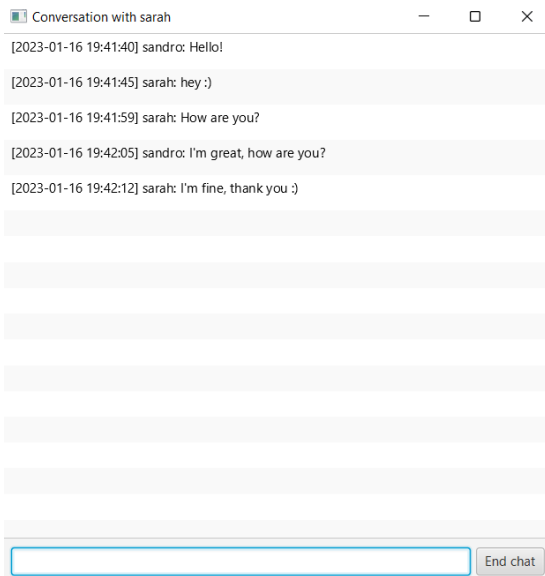 Conversation with sarah
[2023-01-16 19:41:40] sandro: Hello!
[2023-01-16 19:41:45] sarah: hey :)
[2023-01-16 19:41:59] sarah: How are you?
[2023-01-16 19:42:05] sandro: I'm great, how are you?
[2023-01-16 19:42:12] sarah: I'm fine, thank you :)
End chat